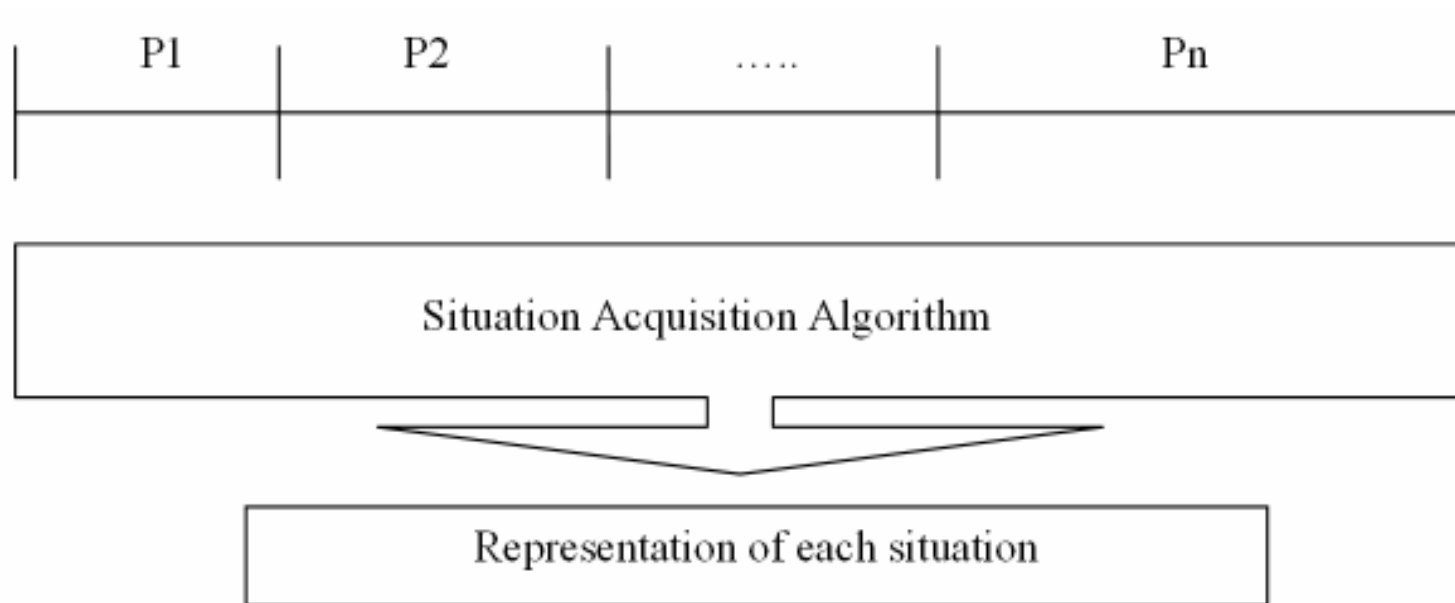 P1 P2 ..... Pn
Situation Acquisition Algorithm
Representation of each situation